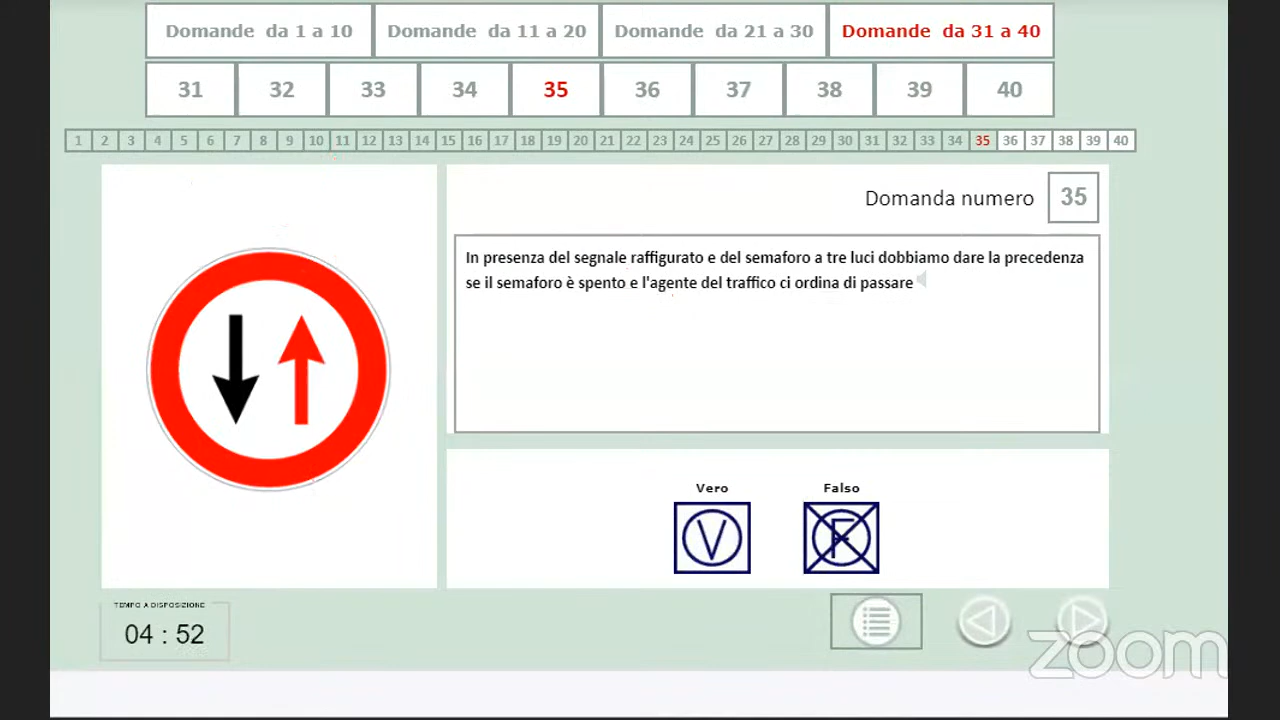 Domande da 1 a 10 Domande da 11 a 20 Domande da 21 a 30 Domande da 31 a 40
31 32 33 34 35 36 37 38 39 40
1 2 3 4 5 6 7 8 9 10 11 12 13 14 15 16 17 18 19 20 21 22 23 24 25 26 27 28 29 30 31 32 33 34 35 36 37 38 39 40
Domanda numero 35
In presenza del segnale raffigurato e del semaforo a tre luci dobbiamo dare la precedenza
se il semaforo è spento e l'agente del traffico ci ordina di passare
Vero Falso
V F
TEMPO A DISPOSIZIONE
04 : 52
zoom